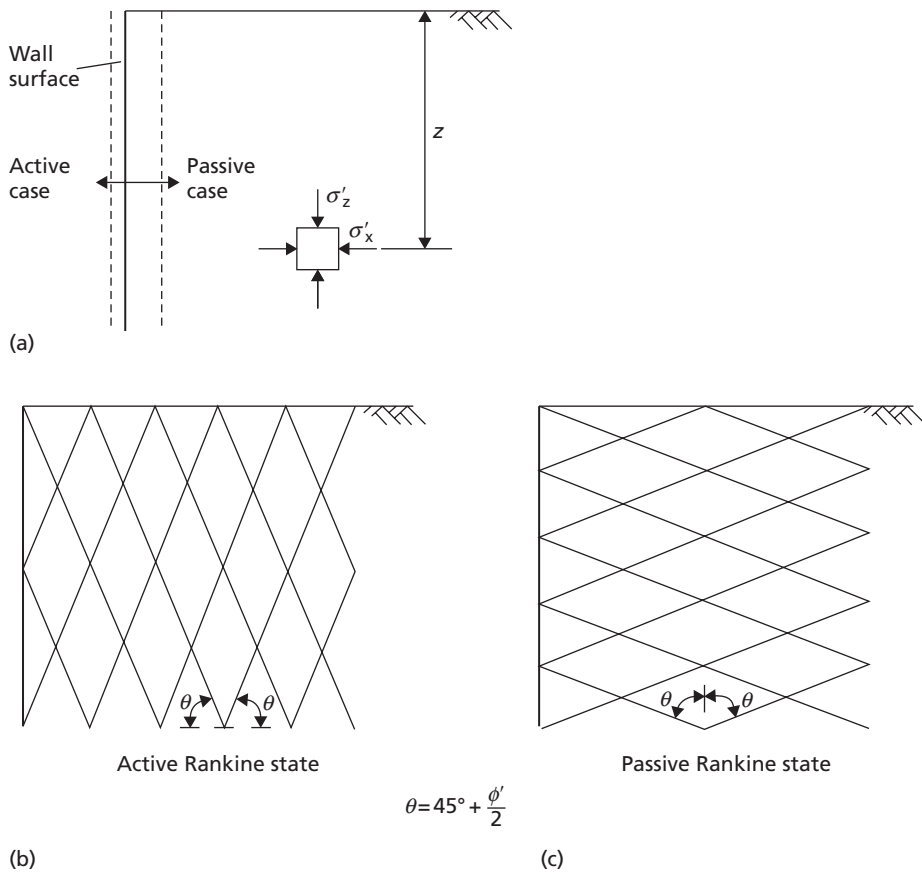 Wall
surface
Active
case
Passive
case
z
σ′z
σ′x
(a)
θ θ
θ θ
Active Rankine state
Passive Rankine state
θ = 45° + ϕ′/2
(b)
(c)